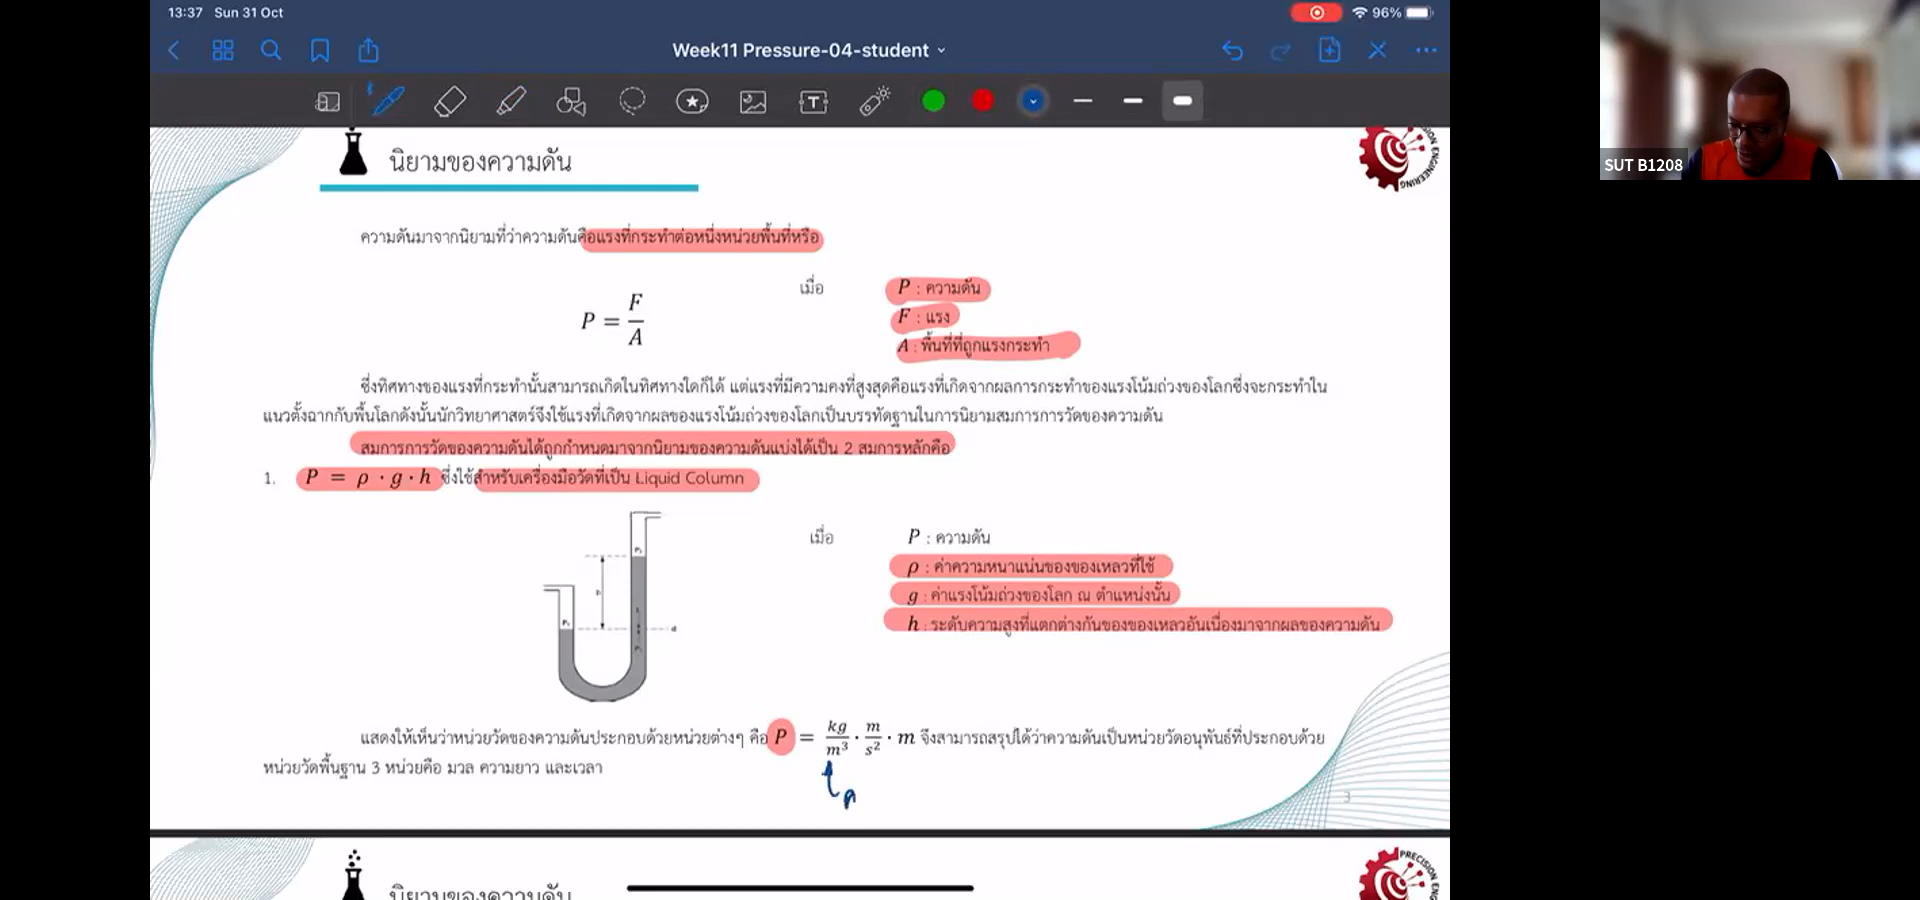 13:37 Sun 31 Oct
96%
Week11 Pressure-04-student
SUT B1208
นิยามของความดัน
ความดันมาจากนิยามที่ว่าความดันคือแรงที่กระทำต่อหนึ่งหน่วยพื้นที่หรือ
P = F/A
เมื่อ
P : ความดัน
F : แรง
A : พื้นที่ที่ถูกแรงกระทำ
ซึ่งทิศทางของแรงที่กระทำนั้นสามารถเกิดในทิศทางใดก็ได้ แต่แรงที่มีความคงที่สูงสุดคือแรงที่เกิดจากผลการกระทำของแรงโน้มถ่วงของโลกซึ่งจะกระทำใน
แนวตั้งฉากกับพื้นโลกดังนั้นนักวิทยาศาสตร์จึงใช้แรงที่เกิดจากผลของแรงโน้มถ่วงของโลกเป็นบรรทัดฐานในการนิยามสมการการวัดของความดัน
สมการการวัดของความดันได้ถูกกำหนดมาจากนิยามของความดันแบ่งได้เป็น 2 สมการหลักคือ
1. P = ρ · g · h ซึ่งใช้สำหรับเครื่องมือวัดที่เป็น Liquid Column
เมื่อ
P : ความดัน
ρ : ค่าความหนาแน่นของของเหลวที่ใช้
g : ค่าแรงโน้มถ่วงของโลก ณ ตำแหน่งนั้น
h : ระดับความสูงที่แตกต่างกันของของเหลวอันเนื่องมาจากผลของความดัน
แสดงให้เห็นว่าหน่วยวัดของความดันประกอบด้วยหน่วยต่างๆ คือ P = kg/m³ · m/s² · m จึงสามารถสรุปได้ว่าความดันเป็นหน่วยวัดอนุพันธ์ที่ประกอบด้วย
หน่วยวัดพื้นฐาน 3 หน่วยคือ มวล ความยาว และเวลา
3
นิยามของความดัน